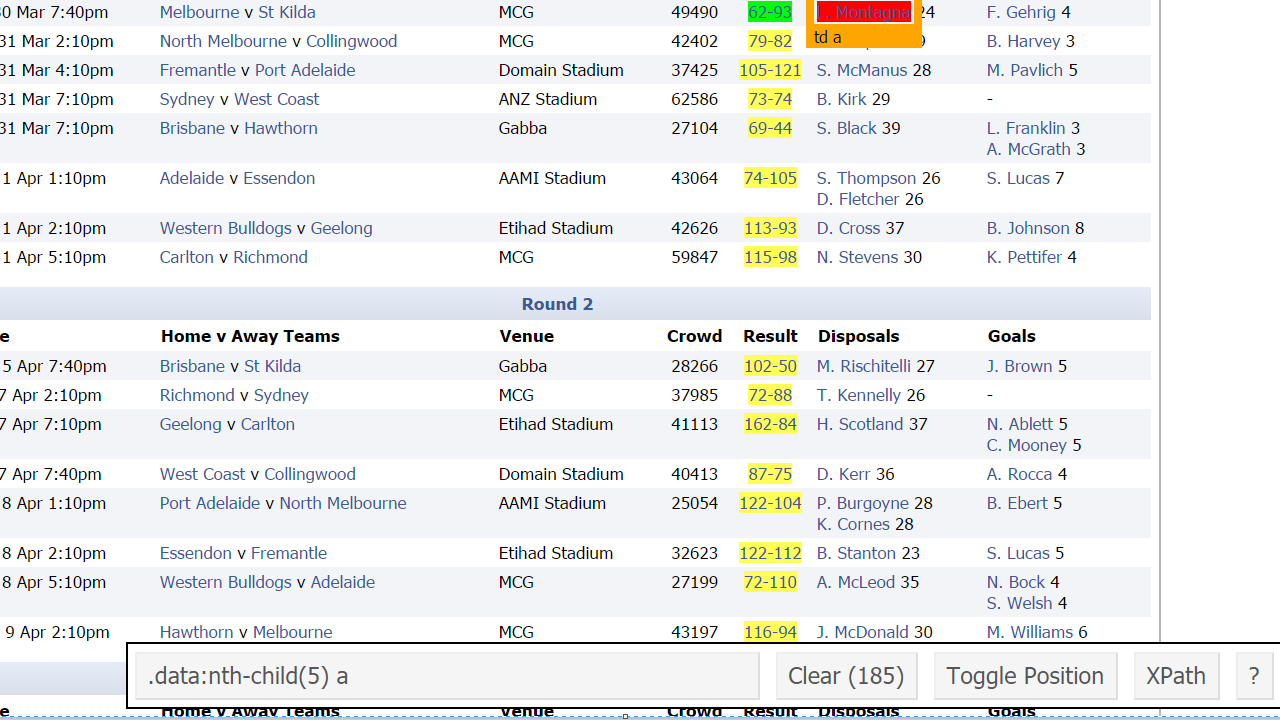 30 Mar 7:40pm Melbourne v St Kilda MCG 49490 62-93 L. Montagna 24 F. Gehrig 4
td a
31 Mar 2:10pm North Melbourne v Collingwood MCG 42402 79-82 B. Harvey 3
31 Mar 4:10pm Fremantle v Port Adelaide Domain Stadium 37425 105-121 S. McManus 28 M. Pavlich 5
31 Mar 7:10pm Sydney v West Coast ANZ Stadium 62586 73-74 B. Kirk 29 -
31 Mar 7:10pm Brisbane v Hawthorn Gabba 27104 69-44 S. Black 39 L. Franklin 3
A. McGrath 3
1 Apr 1:10pm Adelaide v Essendon AAMI Stadium 43064 74-105 S. Thompson 26 S. Lucas 7
D. Fletcher 26
1 Apr 2:10pm Western Bulldogs v Geelong Etihad Stadium 42626 113-93 D. Cross 37 B. Johnson 8
1 Apr 5:10pm Carlton v Richmond MCG 59847 115-98 N. Stevens 30 K. Pettifer 4
Round 2
e Home v Away Teams Venue Crowd Result Disposals Goals
5 Apr 7:40pm Brisbane v St Kilda Gabba 28266 102-50 M. Rischitelli 27 J. Brown 5
7 Apr 2:10pm Richmond v Sydney MCG 37985 72-88 T. Kennelly 26 -
7 Apr 7:10pm Geelong v Carlton Etihad Stadium 41113 162-84 H. Scotland 37 N. Ablett 5
C. Mooney 5
7 Apr 7:40pm West Coast v Collingwood Domain Stadium 40413 87-75 D. Kerr 36 A. Rocca 4
8 Apr 1:10pm Port Adelaide v North Melbourne AAMI Stadium 25054 122-104 P. Burgoyne 28 B. Ebert 5
K. Cornes 28
8 Apr 2:10pm Essendon v Fremantle Etihad Stadium 32623 122-112 B. Stanton 23 S. Lucas 5
8 Apr 5:10pm Western Bulldogs v Adelaide MCG 27199 72-110 A. McLeod 35 N. Bock 4
S. Welsh 4
9 Apr 2:10pm Hawthorn v Melbourne MCG 43197 116-94 J. McDonald 30 M. Williams 6
.data:nth-child(5) a Clear (185) Toggle Position XPath ?
e Home v Away Teams Venue Crowd Result Disposals Goals